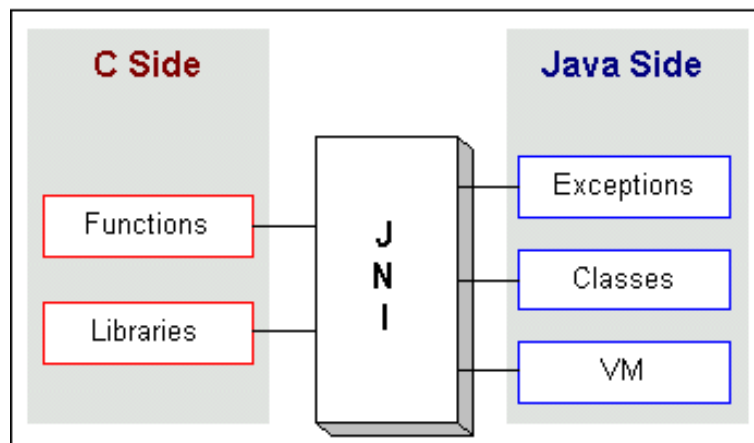 C Side
Functions
Libraries
J
N
I
Java Side
Exceptions
Classes
VM